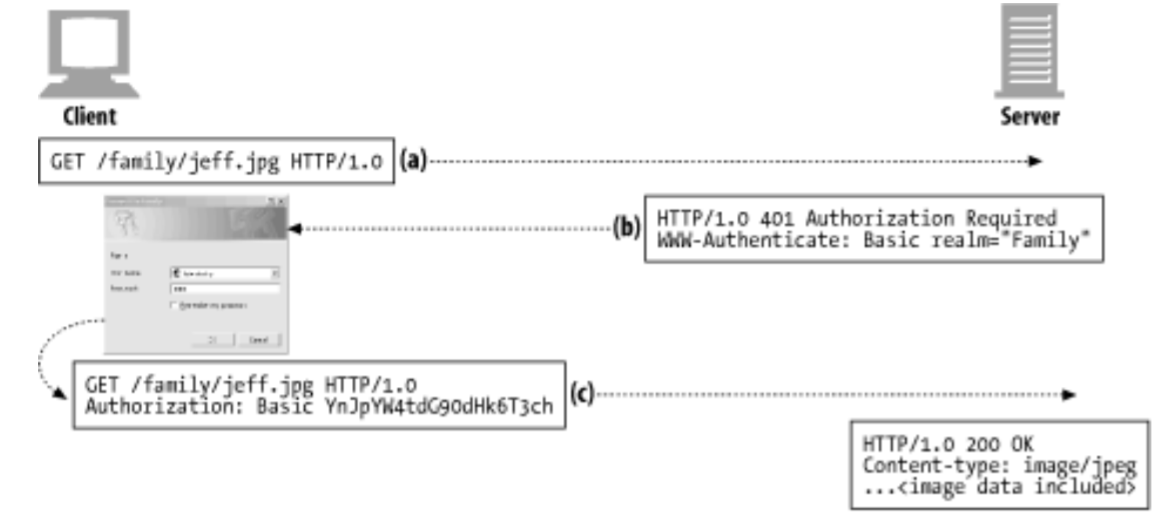 Client
Server
GET /family/jeff.jpg HTTP/1.0
(a)
(b)
HTTP/1.0 401 Authorization Required
WWW-Authenticate: Basic realm="Family"
Cancel
GET /family/jeff.jpg HTTP/1.0
Authorization: Basic YnJpYW4tdG90dHk6T3ch
(c)
HTTP/1.0 200 OK
Content-type: image/jpeg
...<image data included>